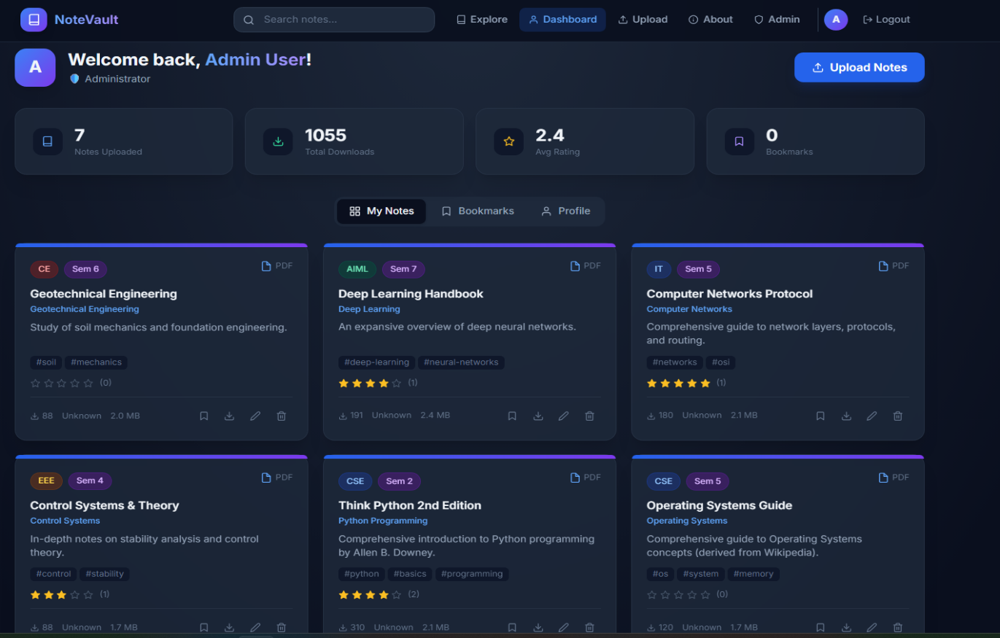 NoteVault
Search notes...
Explore
Dashboard
Upload
About
Admin
A
Logout
A
Welcome back, Admin User!
Administrator
Upload Notes
7
Notes Uploaded
1055
Total Downloads
2.4
Avg Rating
0
Bookmarks
My Notes
Bookmarks
Profile
CE Sem 6 PDF
Geotechnical Engineering
Geotechnical Engineering
Study of soil mechanics and foundation engineering.
#soil #mechanics
(0)
88 Unknown 2.0 MB
AIML Sem 7 PDF
Deep Learning Handbook
Deep Learning
An expansive overview of deep neural networks.
#deep-learning #neural-networks
(1)
191 Unknown 2.4 MB
IT Sem 5 PDF
Computer Networks Protocol
Computer Networks
Comprehensive guide to network layers, protocols,
and routing.
#networks #osi
(1)
180 Unknown 2.1 MB
EEE Sem 4 PDF
Control Systems & Theory
Control Systems
In-depth notes on stability analysis and control
theory.
#control #stability
(1)
88 Unknown 1.7 MB
CSE Sem 2 PDF
Think Python 2nd Edition
Python Programming
Comprehensive introduction to Python programming
by Allen B. Downey.
#python #basics #programming
(2)
310 Unknown 2.1 MB
CSE Sem 5 PDF
Operating Systems Guide
Operating Systems
Comprehensive guide to Operating Systems
concepts (derived from Wikipedia).
#os #system #memory
(0)
120 Unknown 1.7 MB